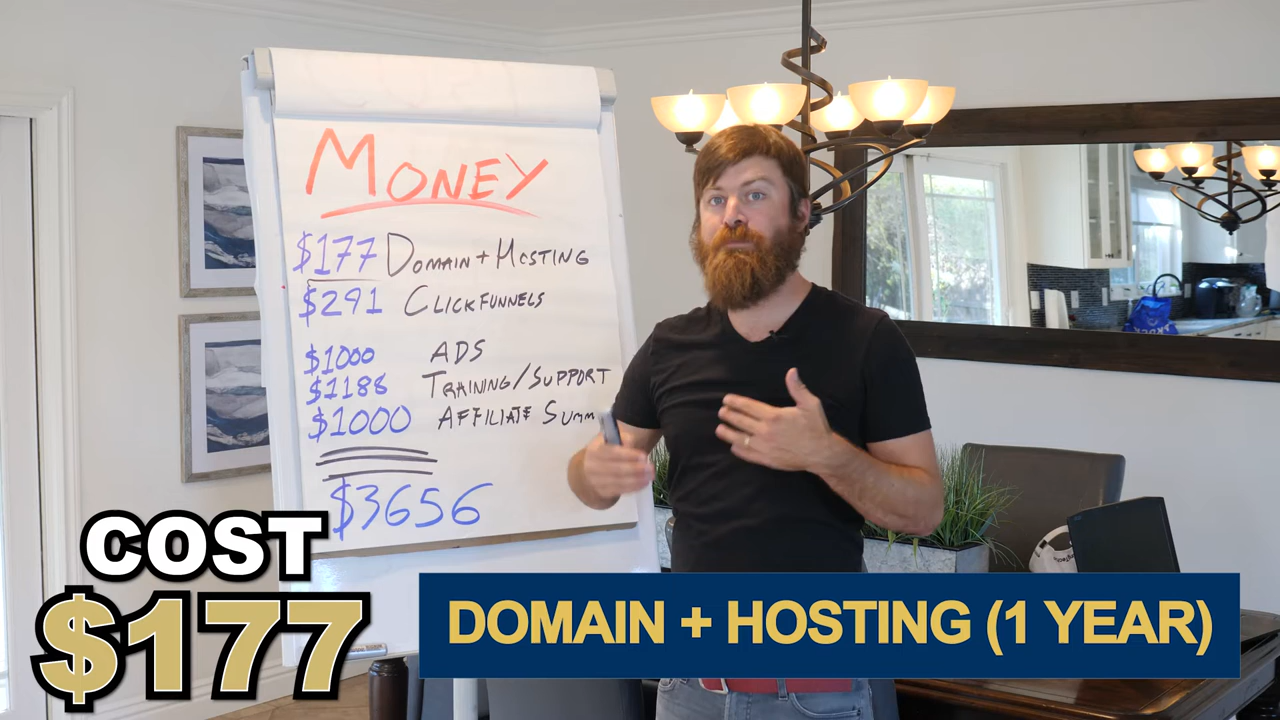 MONEY
$177 DOMAIN + HOSTING
$291 CLICKFUNNELS
$1000 ADS
$1188 TRAINING/SUPPORT
$1000 AFFILIATE SUMM
$3656
COST
$177
DOMAIN + HOSTING (1 YEAR)